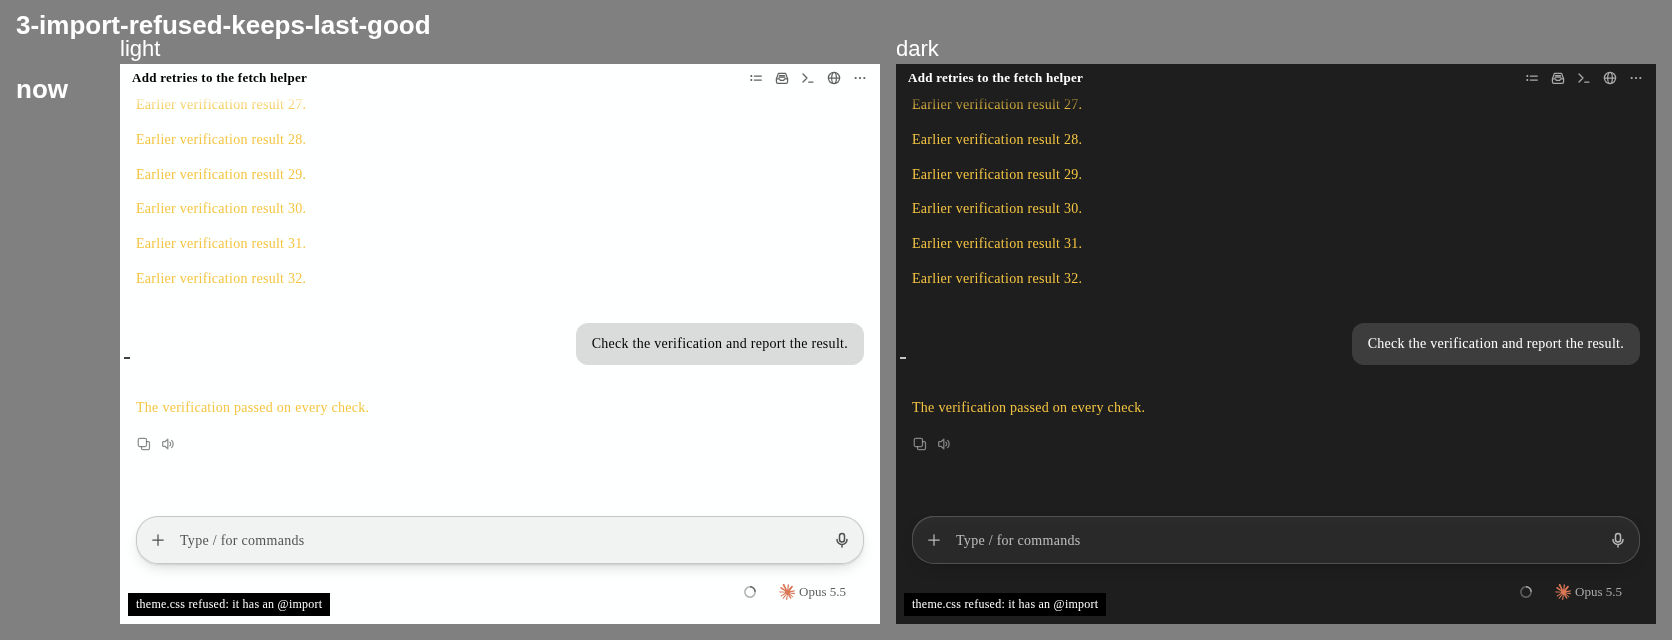 3-import-refused-keeps-last-good
light
dark
now
Add retries to the fetch helper
Earlier verification result 27.
Earlier verification result 28.
Earlier verification result 29.
Earlier verification result 30.
Earlier verification result 31.
Earlier verification result 32.
Check the verification and report the result.
The verification passed on every check.
Type / for commands
Opus 5.5
theme.css refused: it has an @import
Add retries to the fetch helper
Earlier verification result 27.
Earlier verification result 28.
Earlier verification result 29.
Earlier verification result 30.
Earlier verification result 31.
Earlier verification result 32.
Check the verification and report the result.
The verification passed on every check.
Type / for commands
Opus 5.5
theme.css refused: it has an @import